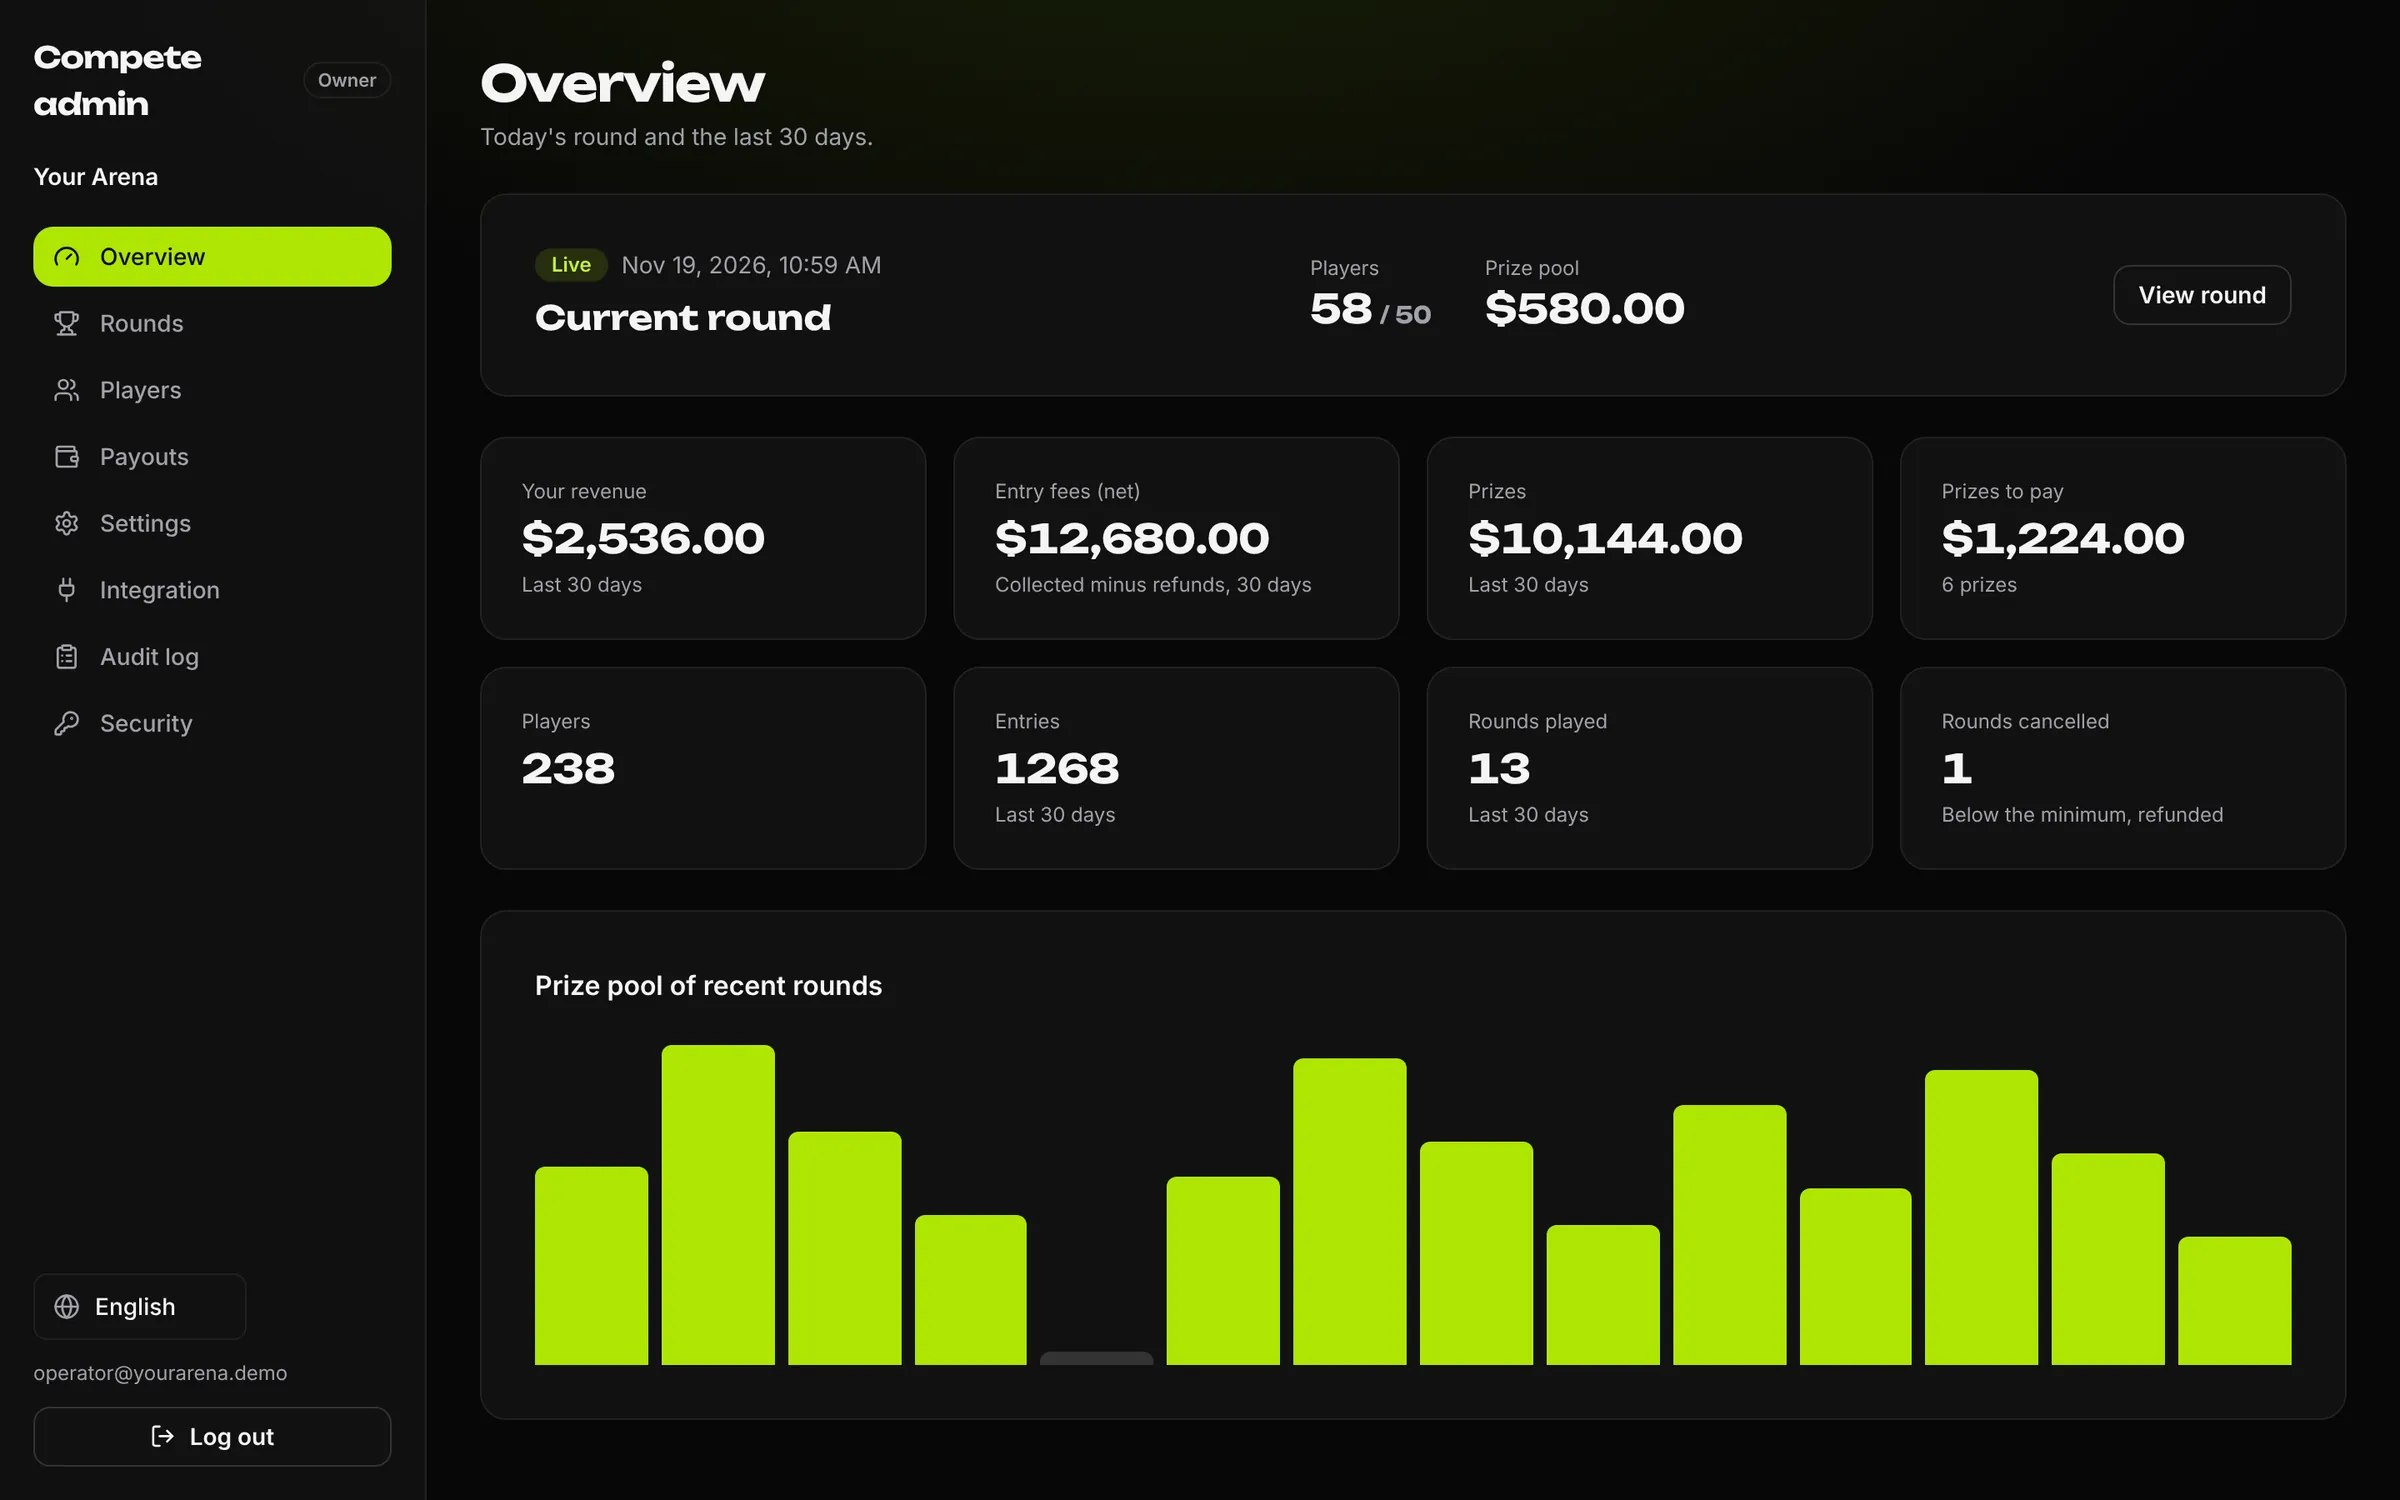 Compete
admin
Owner
Your Arena
Overview
Rounds
Players
Payouts
Settings
Integration
Audit log
Security
English
operator@yourarena.demo
Log out
Overview
Today's round and the last 30 days.
Live Nov 19, 2026, 10:59 AM
Current round
Players
58 / 50
Prize pool
$580.00
View round
Your revenue
$2,536.00
Last 30 days
Entry fees (net)
$12,680.00
Collected minus refunds, 30 days
Prizes
$10,144.00
Last 30 days
Prizes to pay
$1,224.00
6 prizes
Players
238
Entries
1268
Last 30 days
Rounds played
13
Last 30 days
Rounds cancelled
1
Below the minimum, refunded
Prize pool of recent rounds